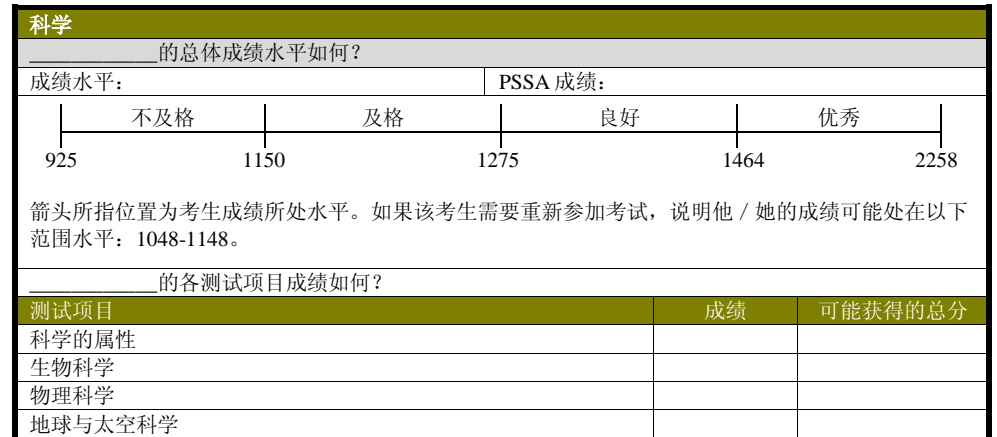 科学
____________的总体成绩水平如何？
成绩水平： PSSA 成绩：
不及格 及格 良好 优秀
925 1150 1275 1464 2258
箭头所指位置为考生成绩所处水平。如果该考生需要重新参加考试，说明他／她的成绩可能处在以下
范围水平：1048-1148。
____________的各测试项目成绩如何？
测试项目 成绩 可能获得的总分
科学的属性
生物科学
物理科学
地球与太空科学